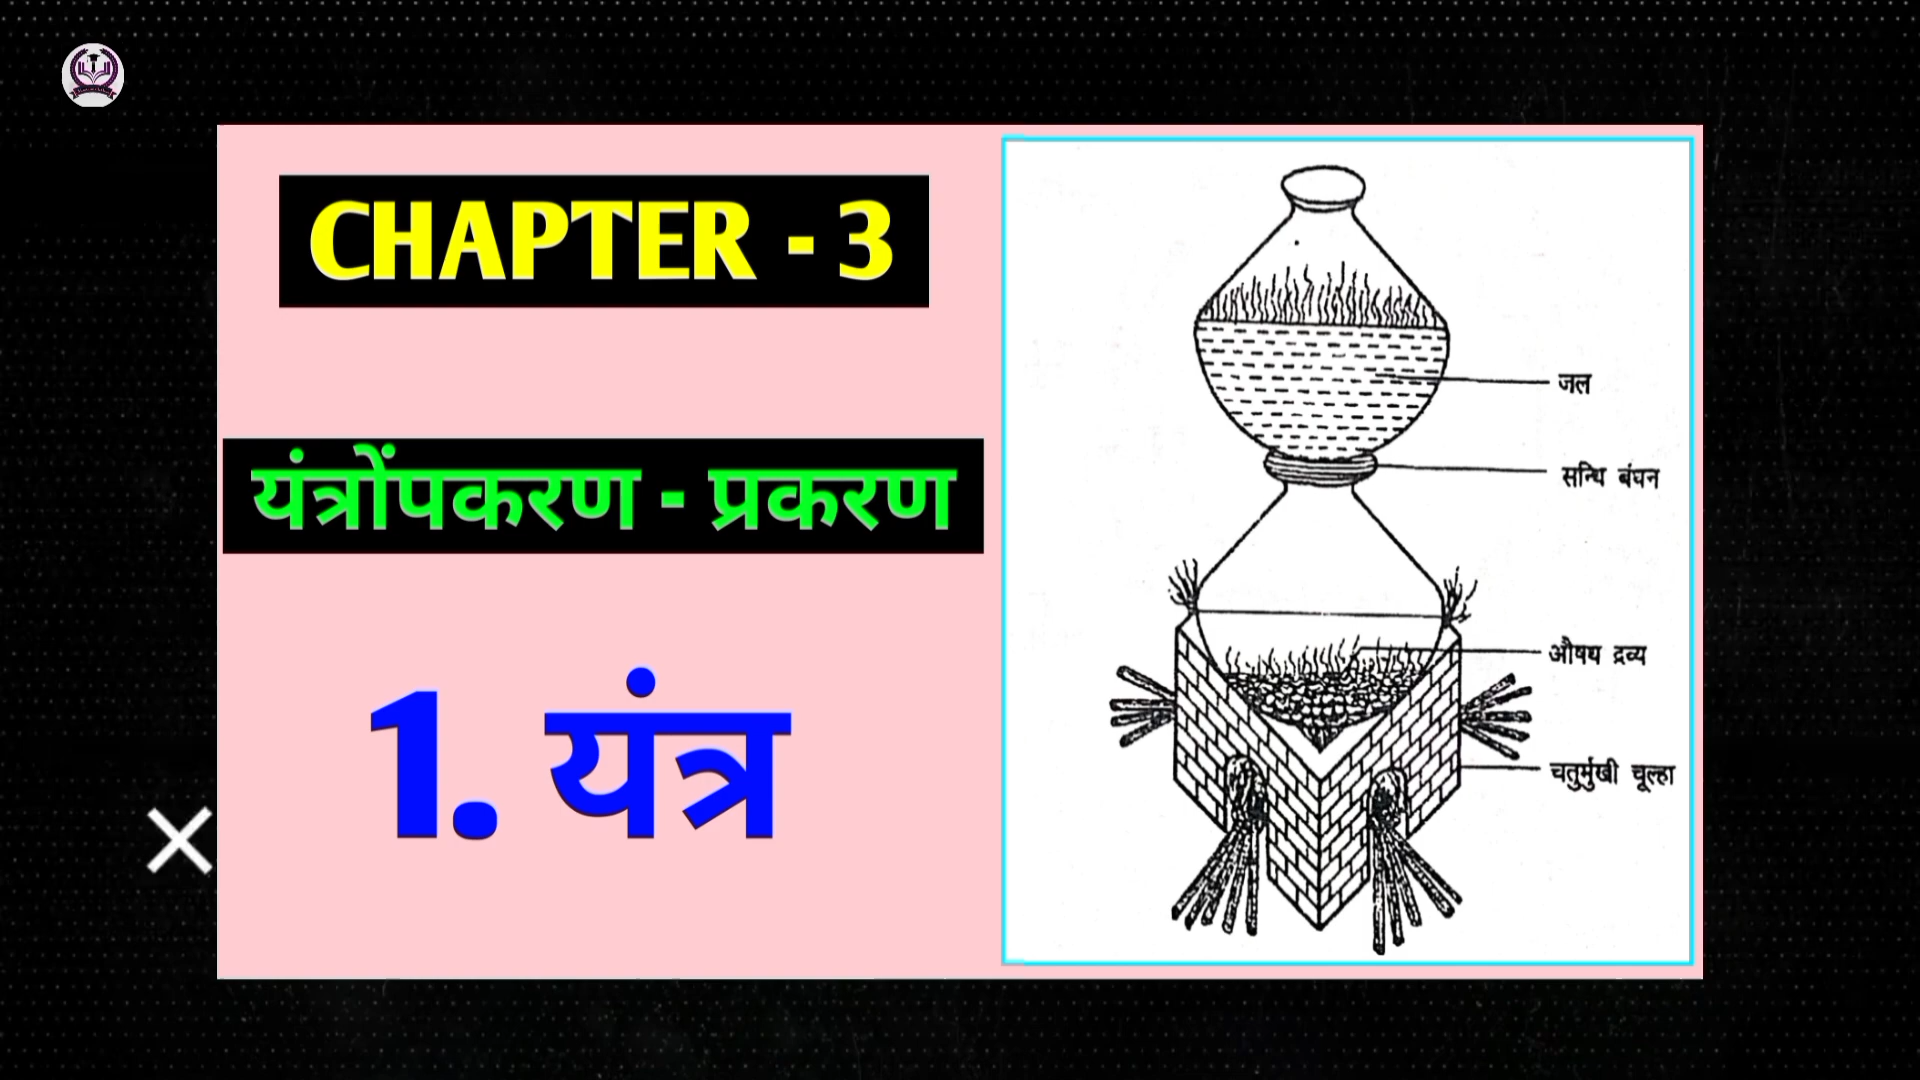 CHAPTER - 3
यंत्रोंपकरण - प्रकरण
1. यंत्र
जल
सन्धि बंधन
औषध द्रव्य
चतुर्मुखी चूल्हा